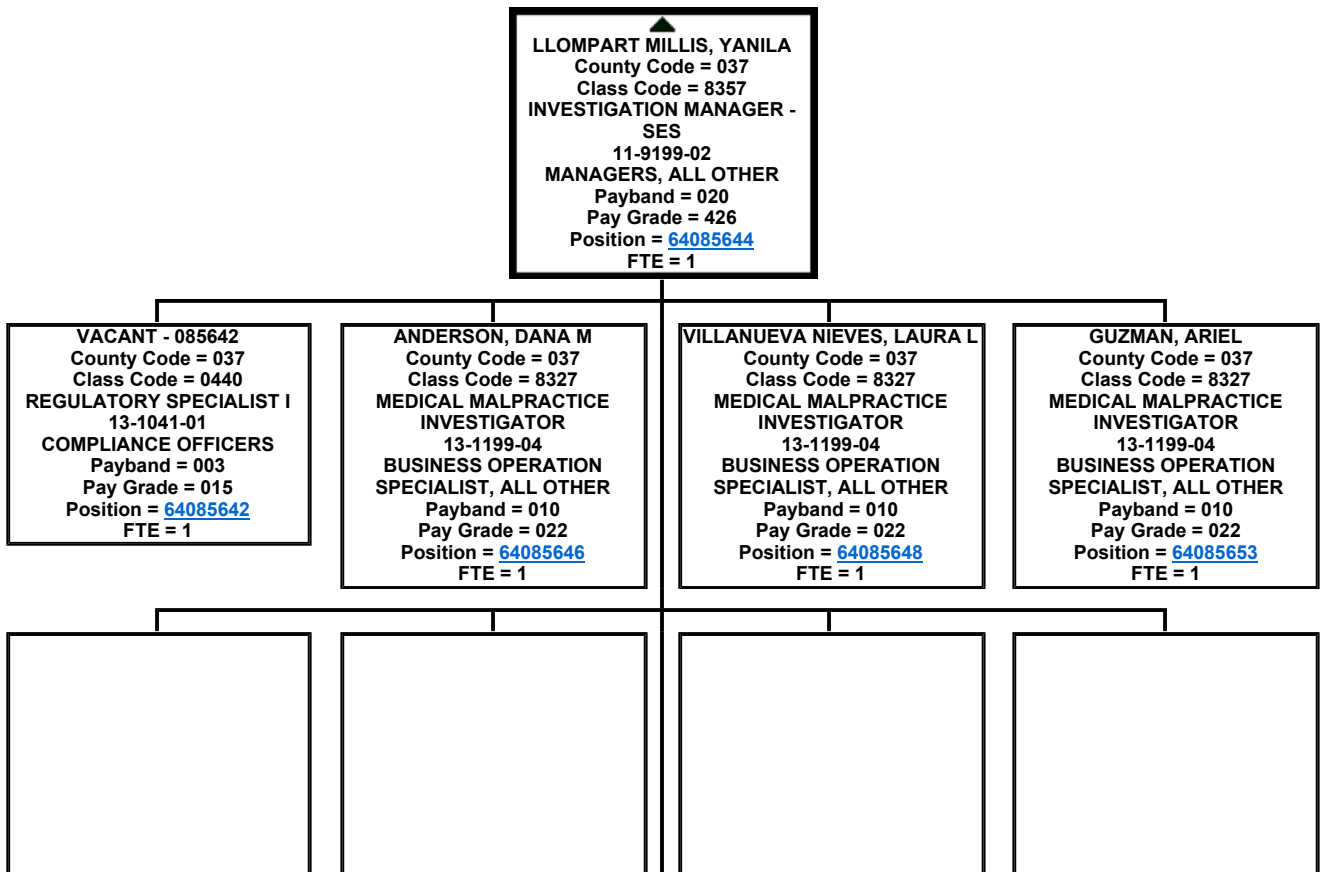 LLOMPART MILLIS, YANILA
County Code = 037
Class Code = 8357
INVESTIGATION MANAGER -
SES
11-9199-02
MANAGERS, ALL OTHER
Payband = 020
Pay Grade = 426
Position = 64085644
FTE = 1
VACANT - 085642
County Code = 037
Class Code = 0440
REGULATORY SPECIALIST I
13-1041-01
COMPLIANCE OFFICERS
Payband = 003
Pay Grade = 015
Position = 64085642
FTE = 1
ANDERSON, DANA M
County Code = 037
Class Code = 8327
MEDICAL MALPRACTICE
INVESTIGATOR
13-1199-04
BUSINESS OPERATION
SPECIALIST, ALL OTHER
Payband = 010
Pay Grade = 022
Position = 64085646
FTE = 1
VILLANUEVA NIEVES, LAURA L
County Code = 037
Class Code = 8327
MEDICAL MALPRACTICE
INVESTIGATOR
13-1199-04
BUSINESS OPERATION
SPECIALIST, ALL OTHER
Payband = 010
Pay Grade = 022
Position = 64085648
FTE = 1
GUZMAN, ARIEL
County Code = 037
Class Code = 8327
MEDICAL MALPRACTICE
INVESTIGATOR
13-1199-04
BUSINESS OPERATION
SPECIALIST, ALL OTHER
Payband = 010
Pay Grade = 022
Position = 64085653
FTE = 1